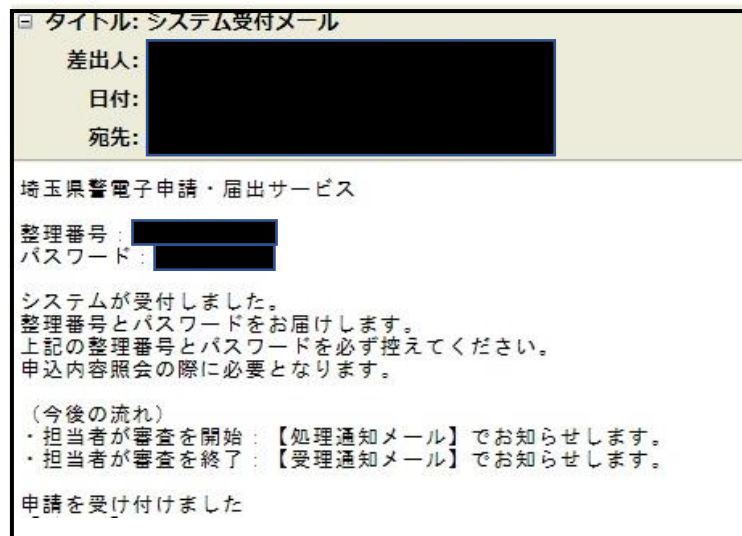 タイトル: システム受付メール
差出人:
日付:
宛先:
埼玉県警電子申請・届出サービス
整理番号:
パスワード:
システムが受付しました。
整理番号とパスワードをお届けします。
上記の整理番号とパスワードを必ず控えてください。
申込内容照会の際に必要となります。
（今後の流れ）
・担当者が審査を開始:【処理通知メール】でお知らせします。
・担当者が審査を終了:【受理通知メール】でお知らせします。
申請を受け付けました